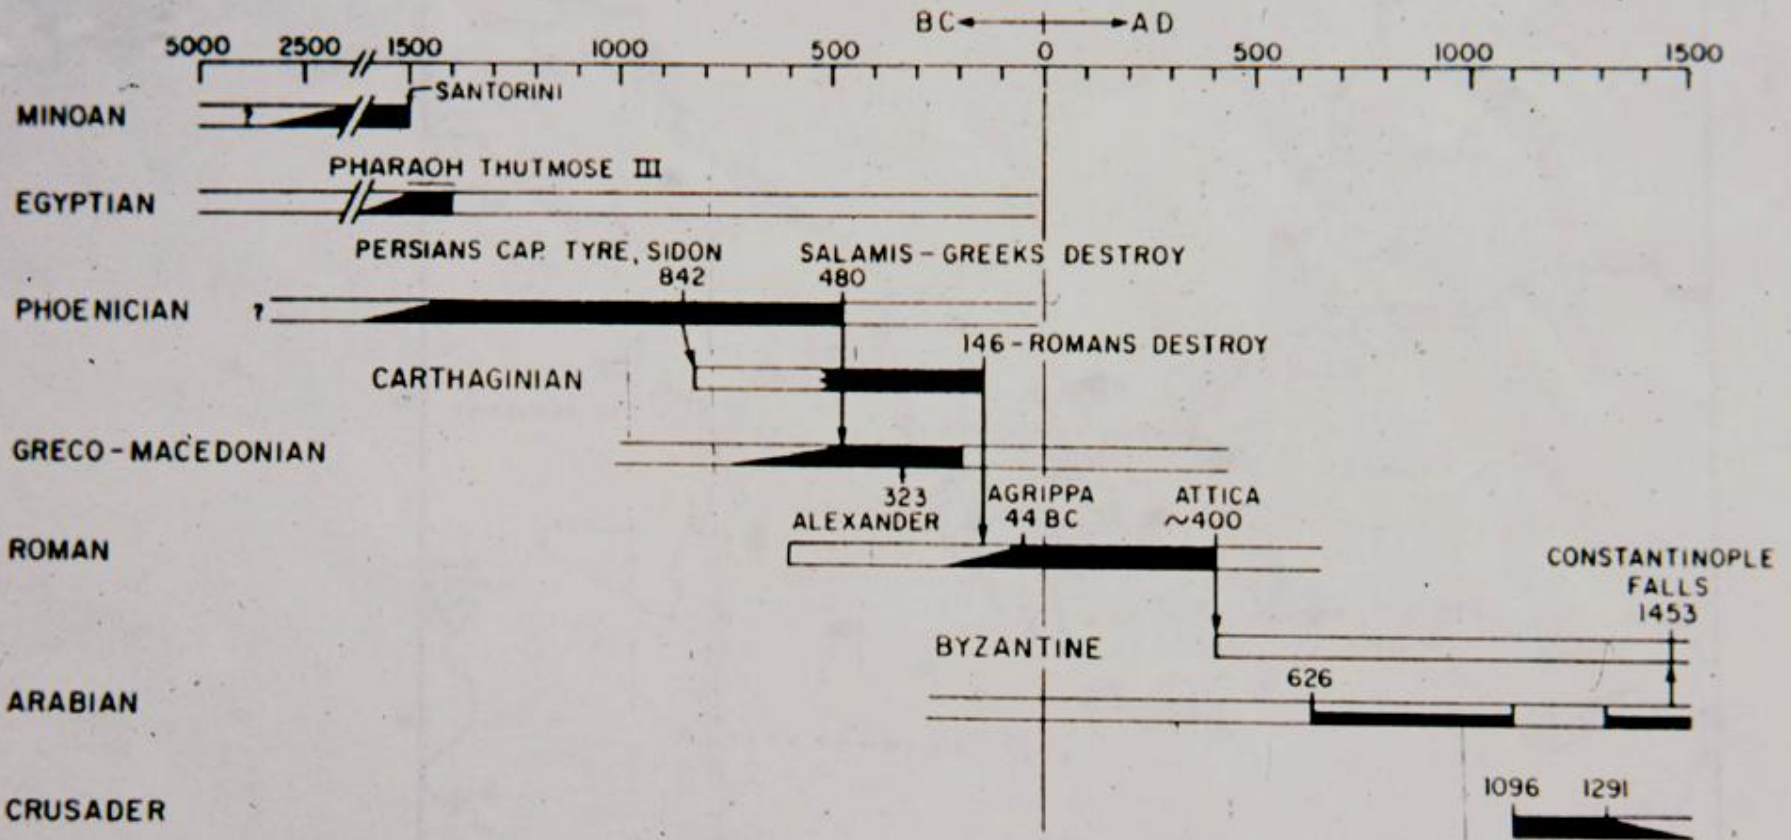 BC AD
5000 2500 1500 1000 500 0 500 1000 1500
SANTORINI
MINOAN ?
PHARAOH THUTMOSE III
EGYPTIAN
PERSIANS CAP. TYRE, SIDON SALAMIS - GREEKS DESTROY
842 480
PHOENICIAN ?
146 - ROMANS DESTROY
CARTHAGINIAN
GRECO - MACEDONIAN
323 AGRIPPA ATTICA
ALEXANDER 44 BC ~400
ROMAN
CONSTANTINOPLE
FALLS
1453
BYZANTINE
626
ARABIAN
1096 1291
CRUSADER